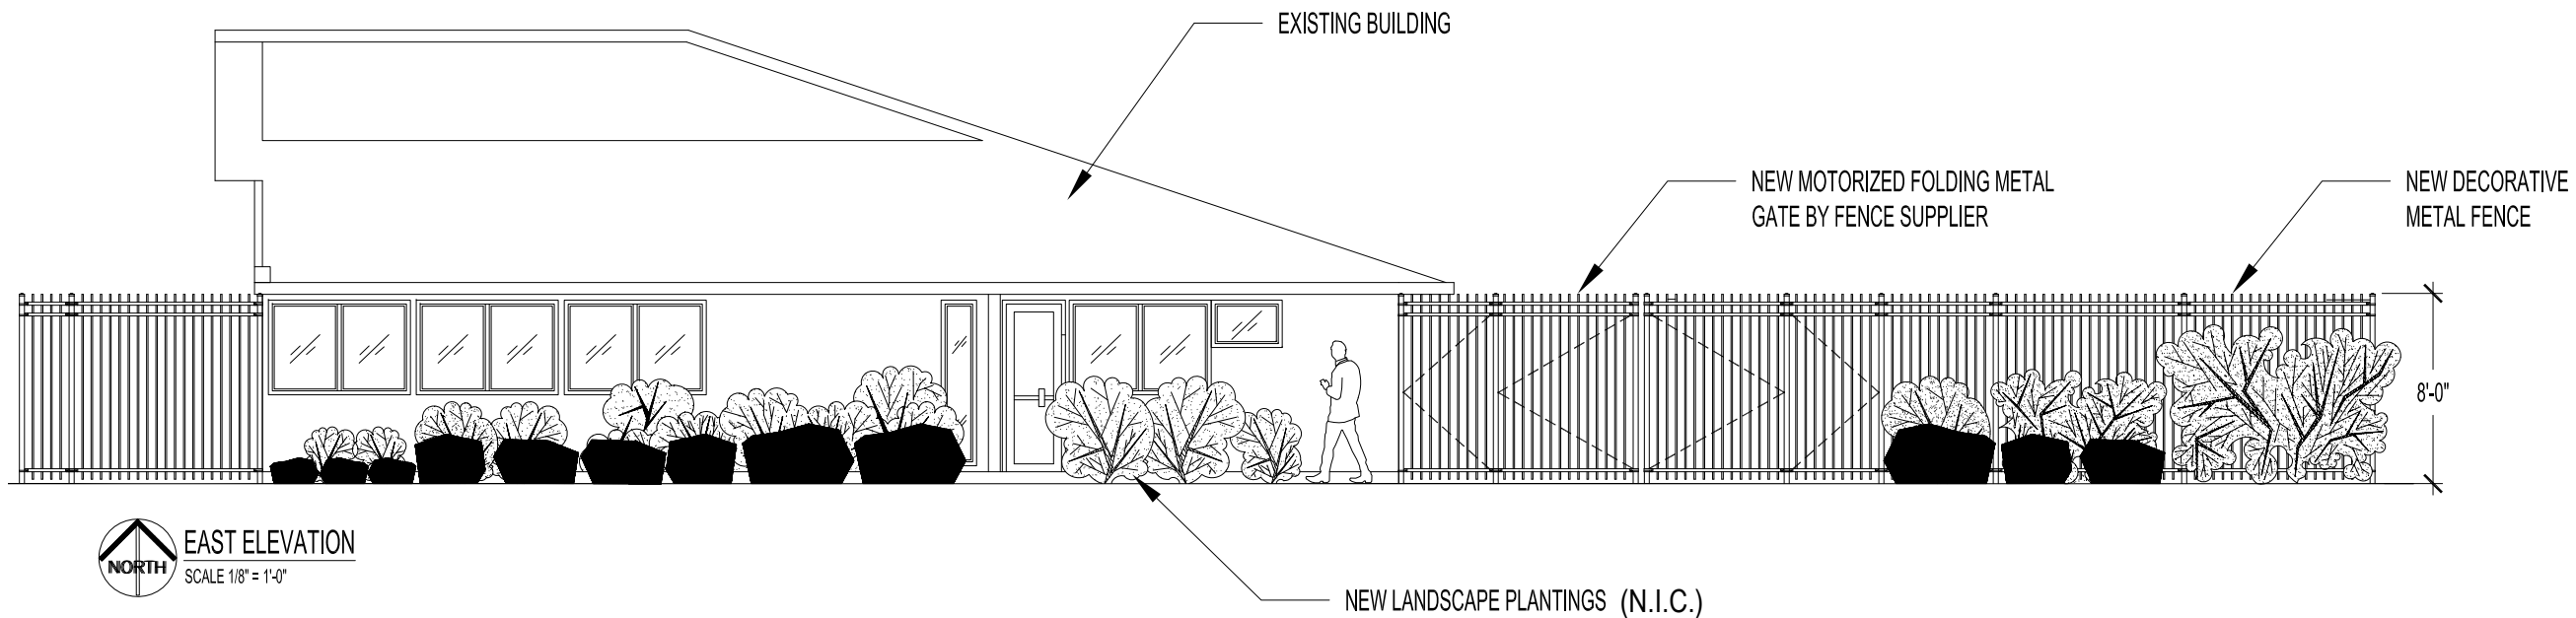 EXISTING BUILDING
NEW MOTORIZED FOLDING METAL
GATE BY FENCE SUPPLIER
NEW DECORATIVE
METAL FENCE
8'-0"
NORTH
EAST ELEVATION
SCALE 1/8" = 1'-0"
NEW LANDSCAPE PLANTINGS (N.I.C.)